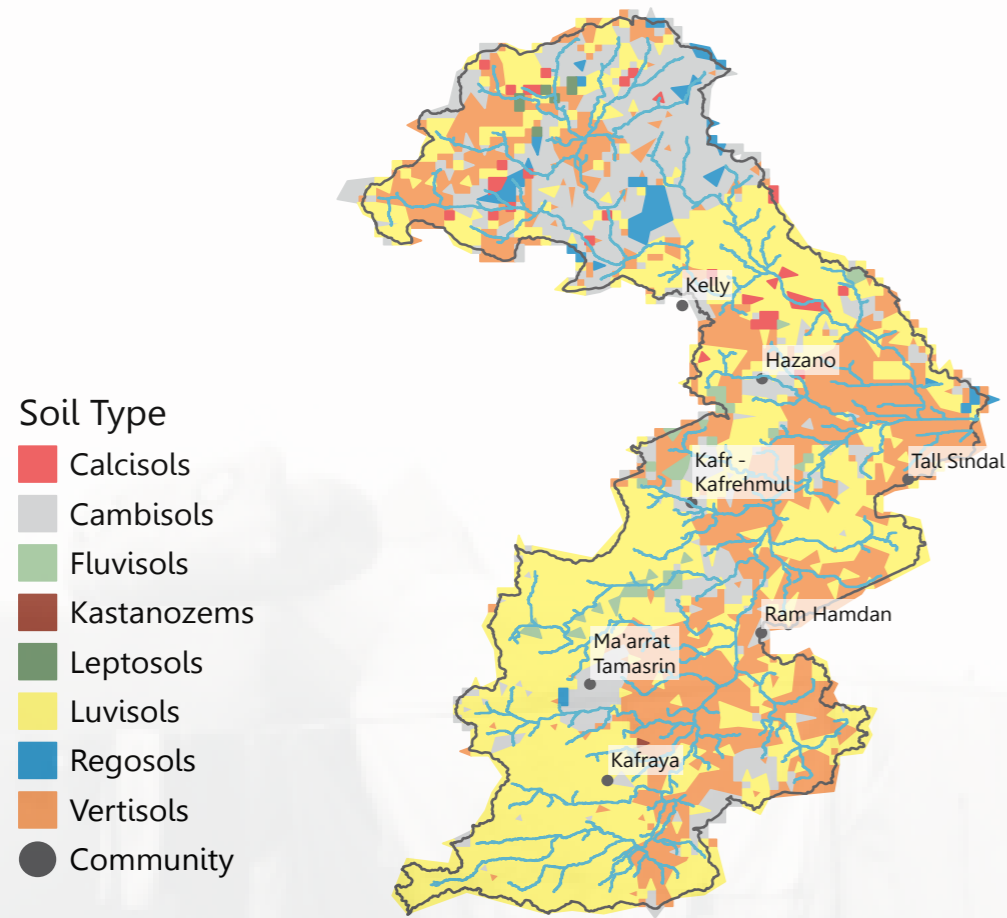 Kelly
Hazano
Kafr -
Kafrehmul
Tall Sindal
Ram Hamdan
Ma'arrat
Tamasrin
Kafraya
Soil Type
Calcisols
Cambisols
Fluvisols
Kastanozems
Leptosols
Luvisols
Regosols
Vertisols
Community